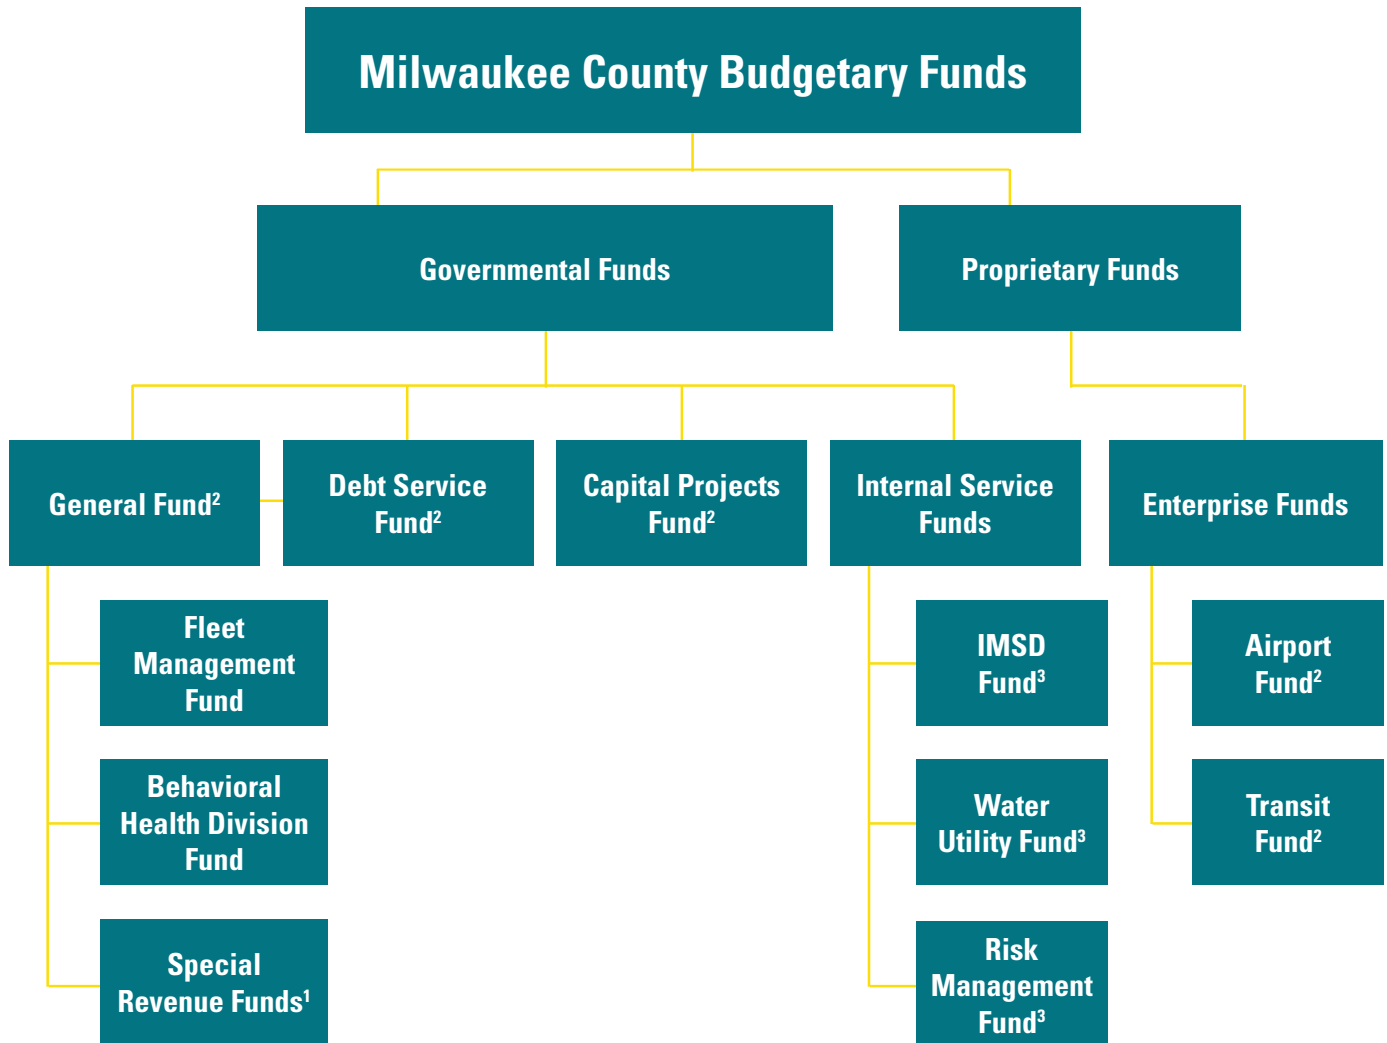 Milwaukee County Budgetary Funds
Governmental Funds
Proprietary Funds
General Fund²
Debt Service
Fund²
Capital Projects
Fund²
Internal Service
Funds
Enterprise Funds
Fleet
Management
Fund
Behavioral
Health Division
Fund
Special
Revenue Funds¹
IMSD
Fund³
Water
Utility Fund³
Risk
Management
Fund³
Airport
Fund²
Transit
Fund²